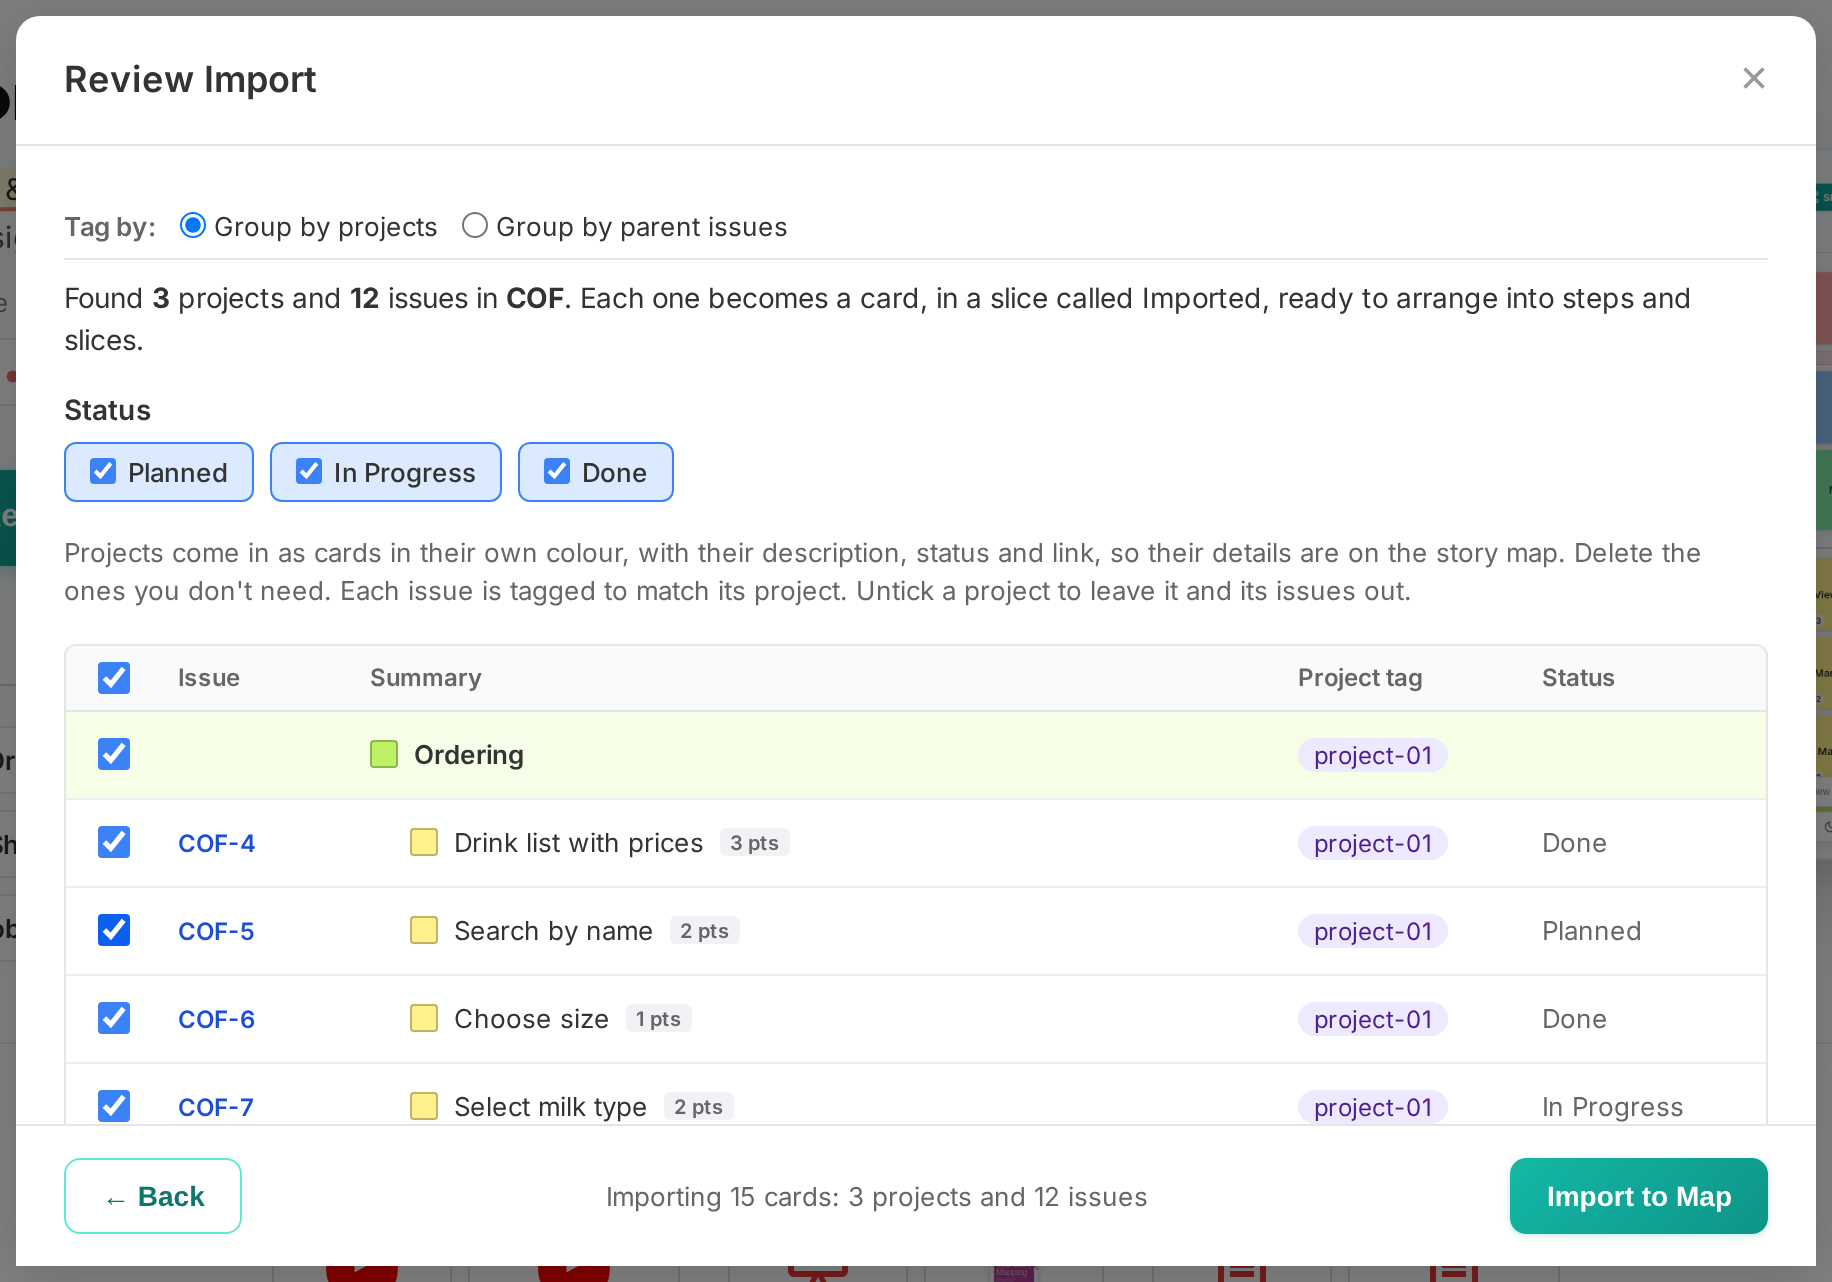 Review Import
Tag by: Group by projects Group by parent issues
Found 3 projects and 12 issues in COF. Each one becomes a card, in a slice called Imported, ready to arrange into steps and
slices.
Status
Planned In Progress Done
Projects come in as cards in their own colour, with their description, status and link, so their details are on the story map. Delete the
ones you don't need. Each issue is tagged to match its project. Untick a project to leave it and its issues out.
Issue Summary Project tag Status
Ordering project-01
COF-4 Drink list with prices 3 pts project-01 Done
COF-5 Search by name 2 pts project-01 Planned
COF-6 Choose size 1 pts project-01 Done
COF-7 Select milk type 2 pts project-01 In Progress
← Back Importing 15 cards: 3 projects and 12 issues Import to Map